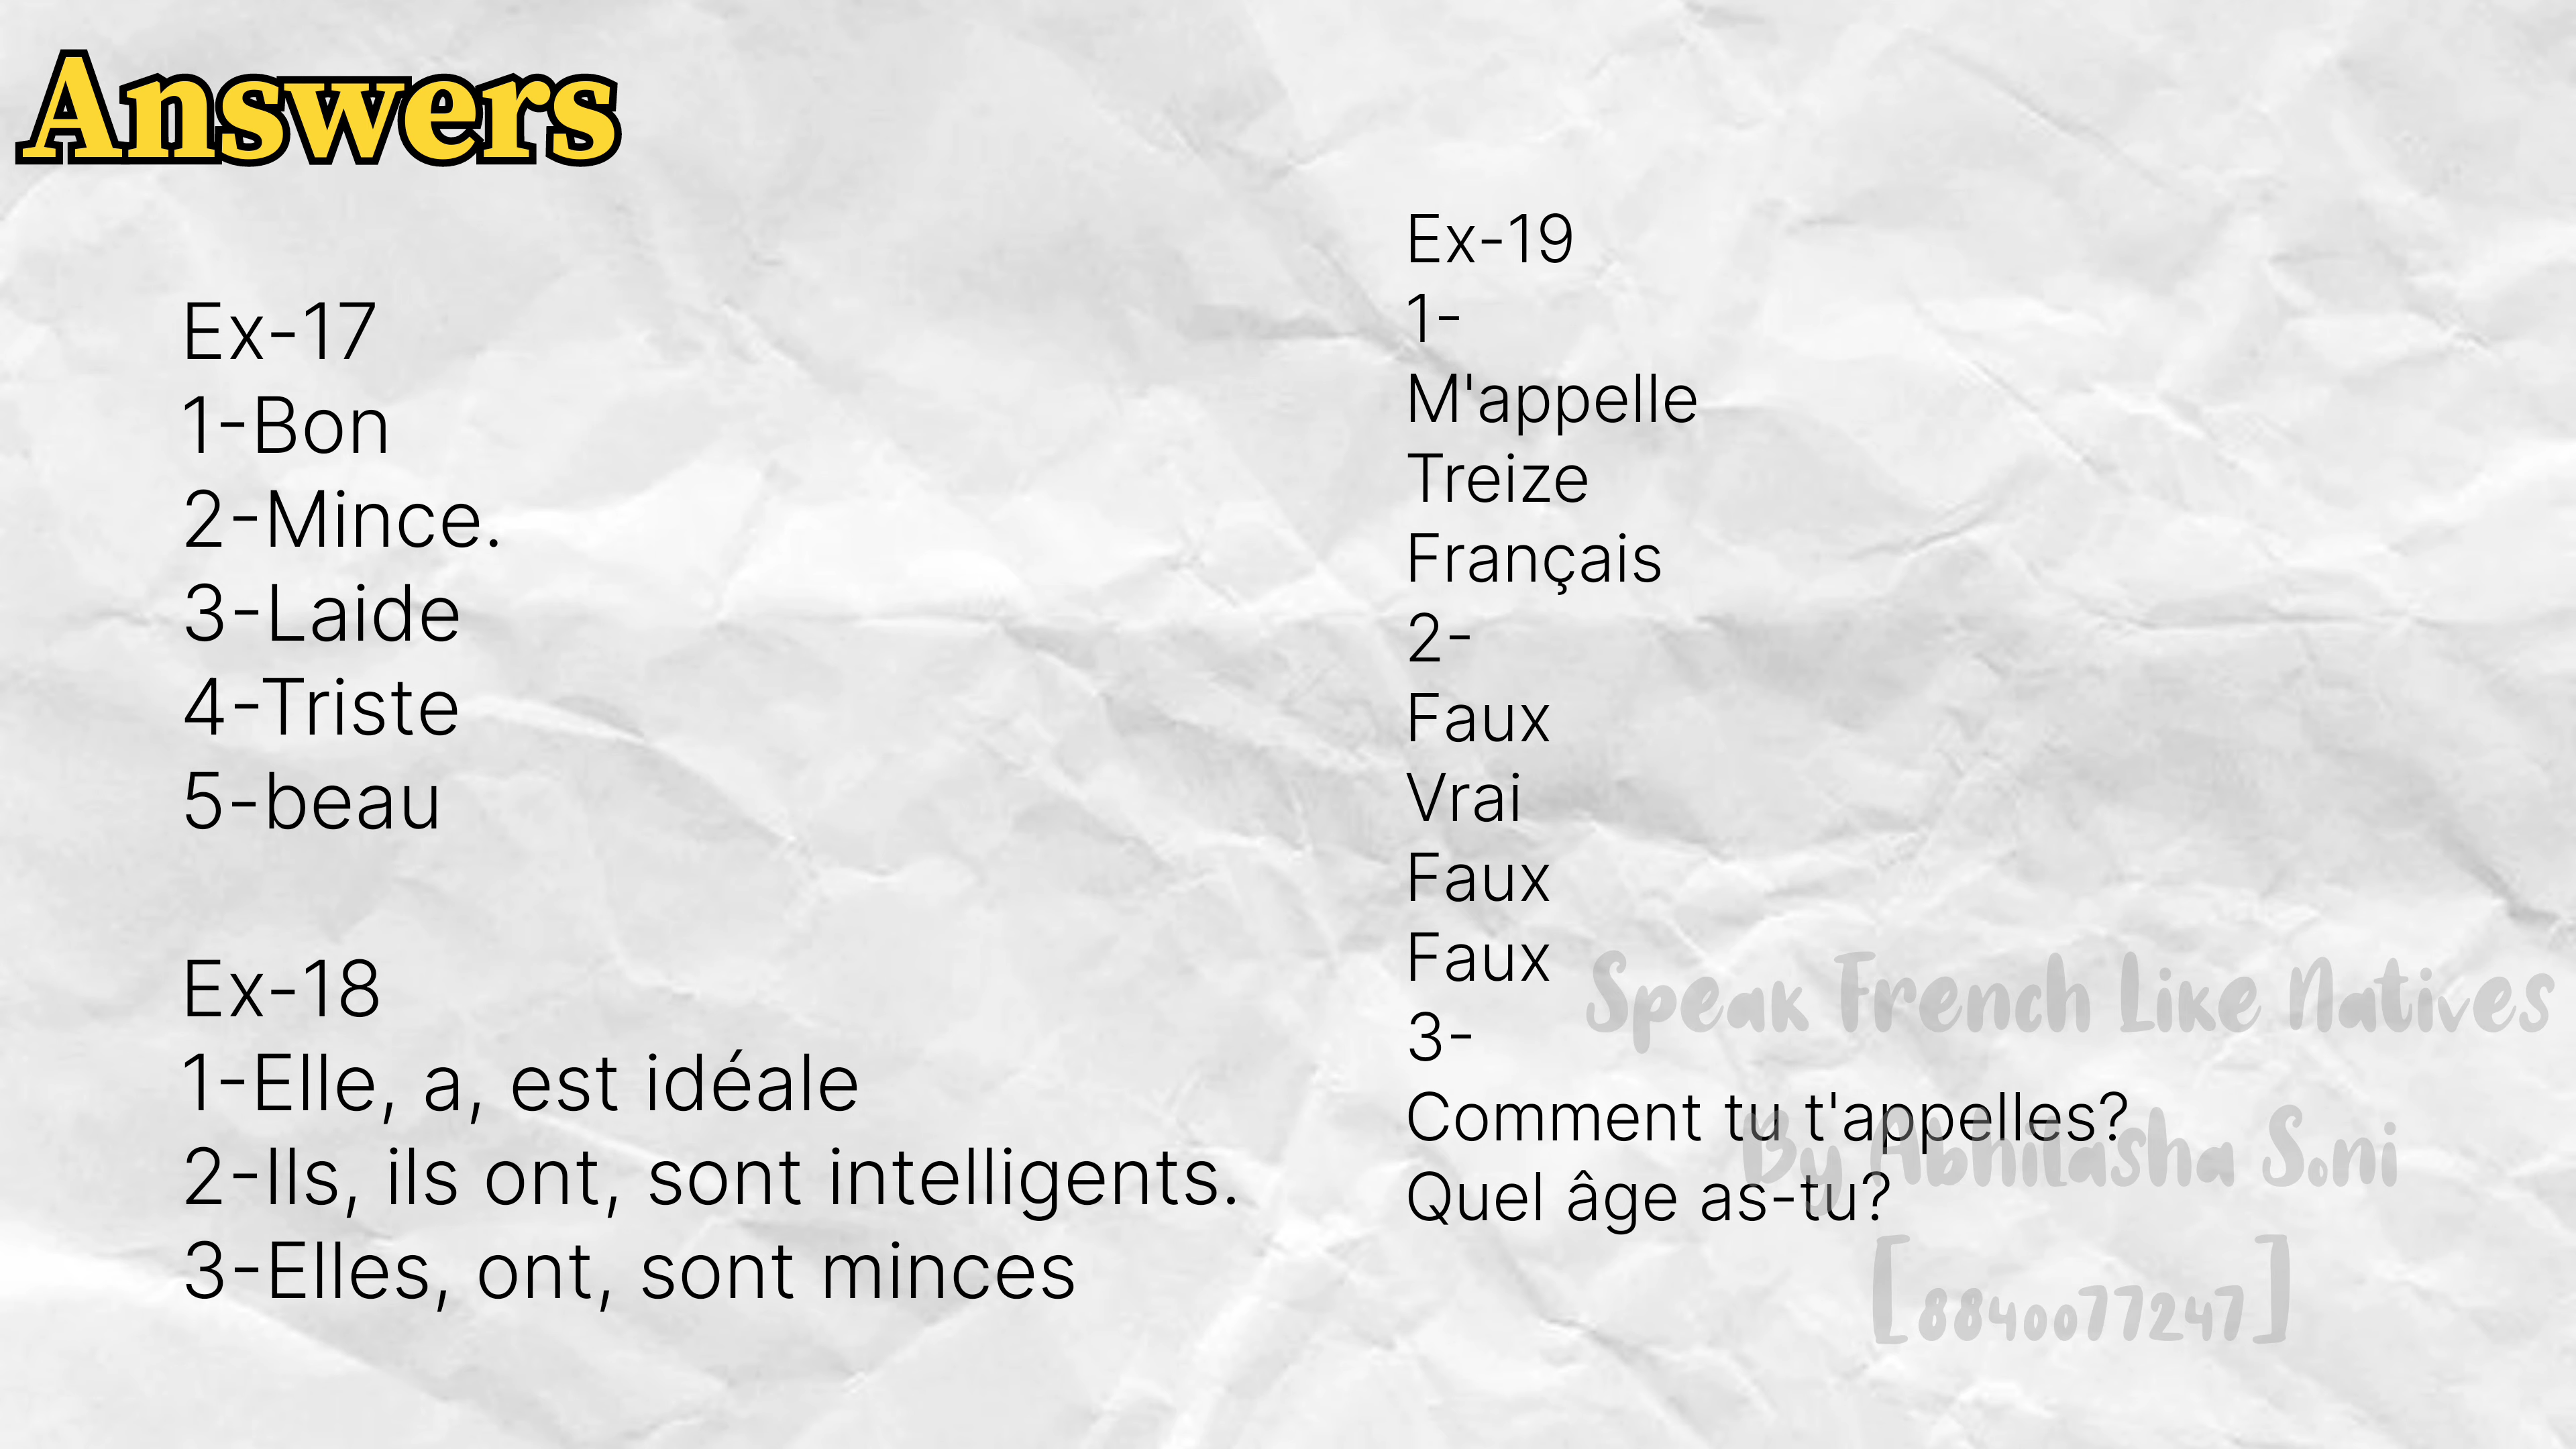 Answers
Ex-17
1-Bon
2-Mince.
3-Laide
4-Triste
5-beau
Ex-18
1-Elle, a, est idéale
2-Ils, ils ont, sont intelligents.
3-Elles, ont, sont minces
Ex-19
1-
M'appelle
Treize
Français
2-
Faux
Vrai
Faux
Faux
3-
Comment tu t'appelles?
Quel âge as-tu?
Speak French Like Natives
By Abhilasha Soni
[8840077247]